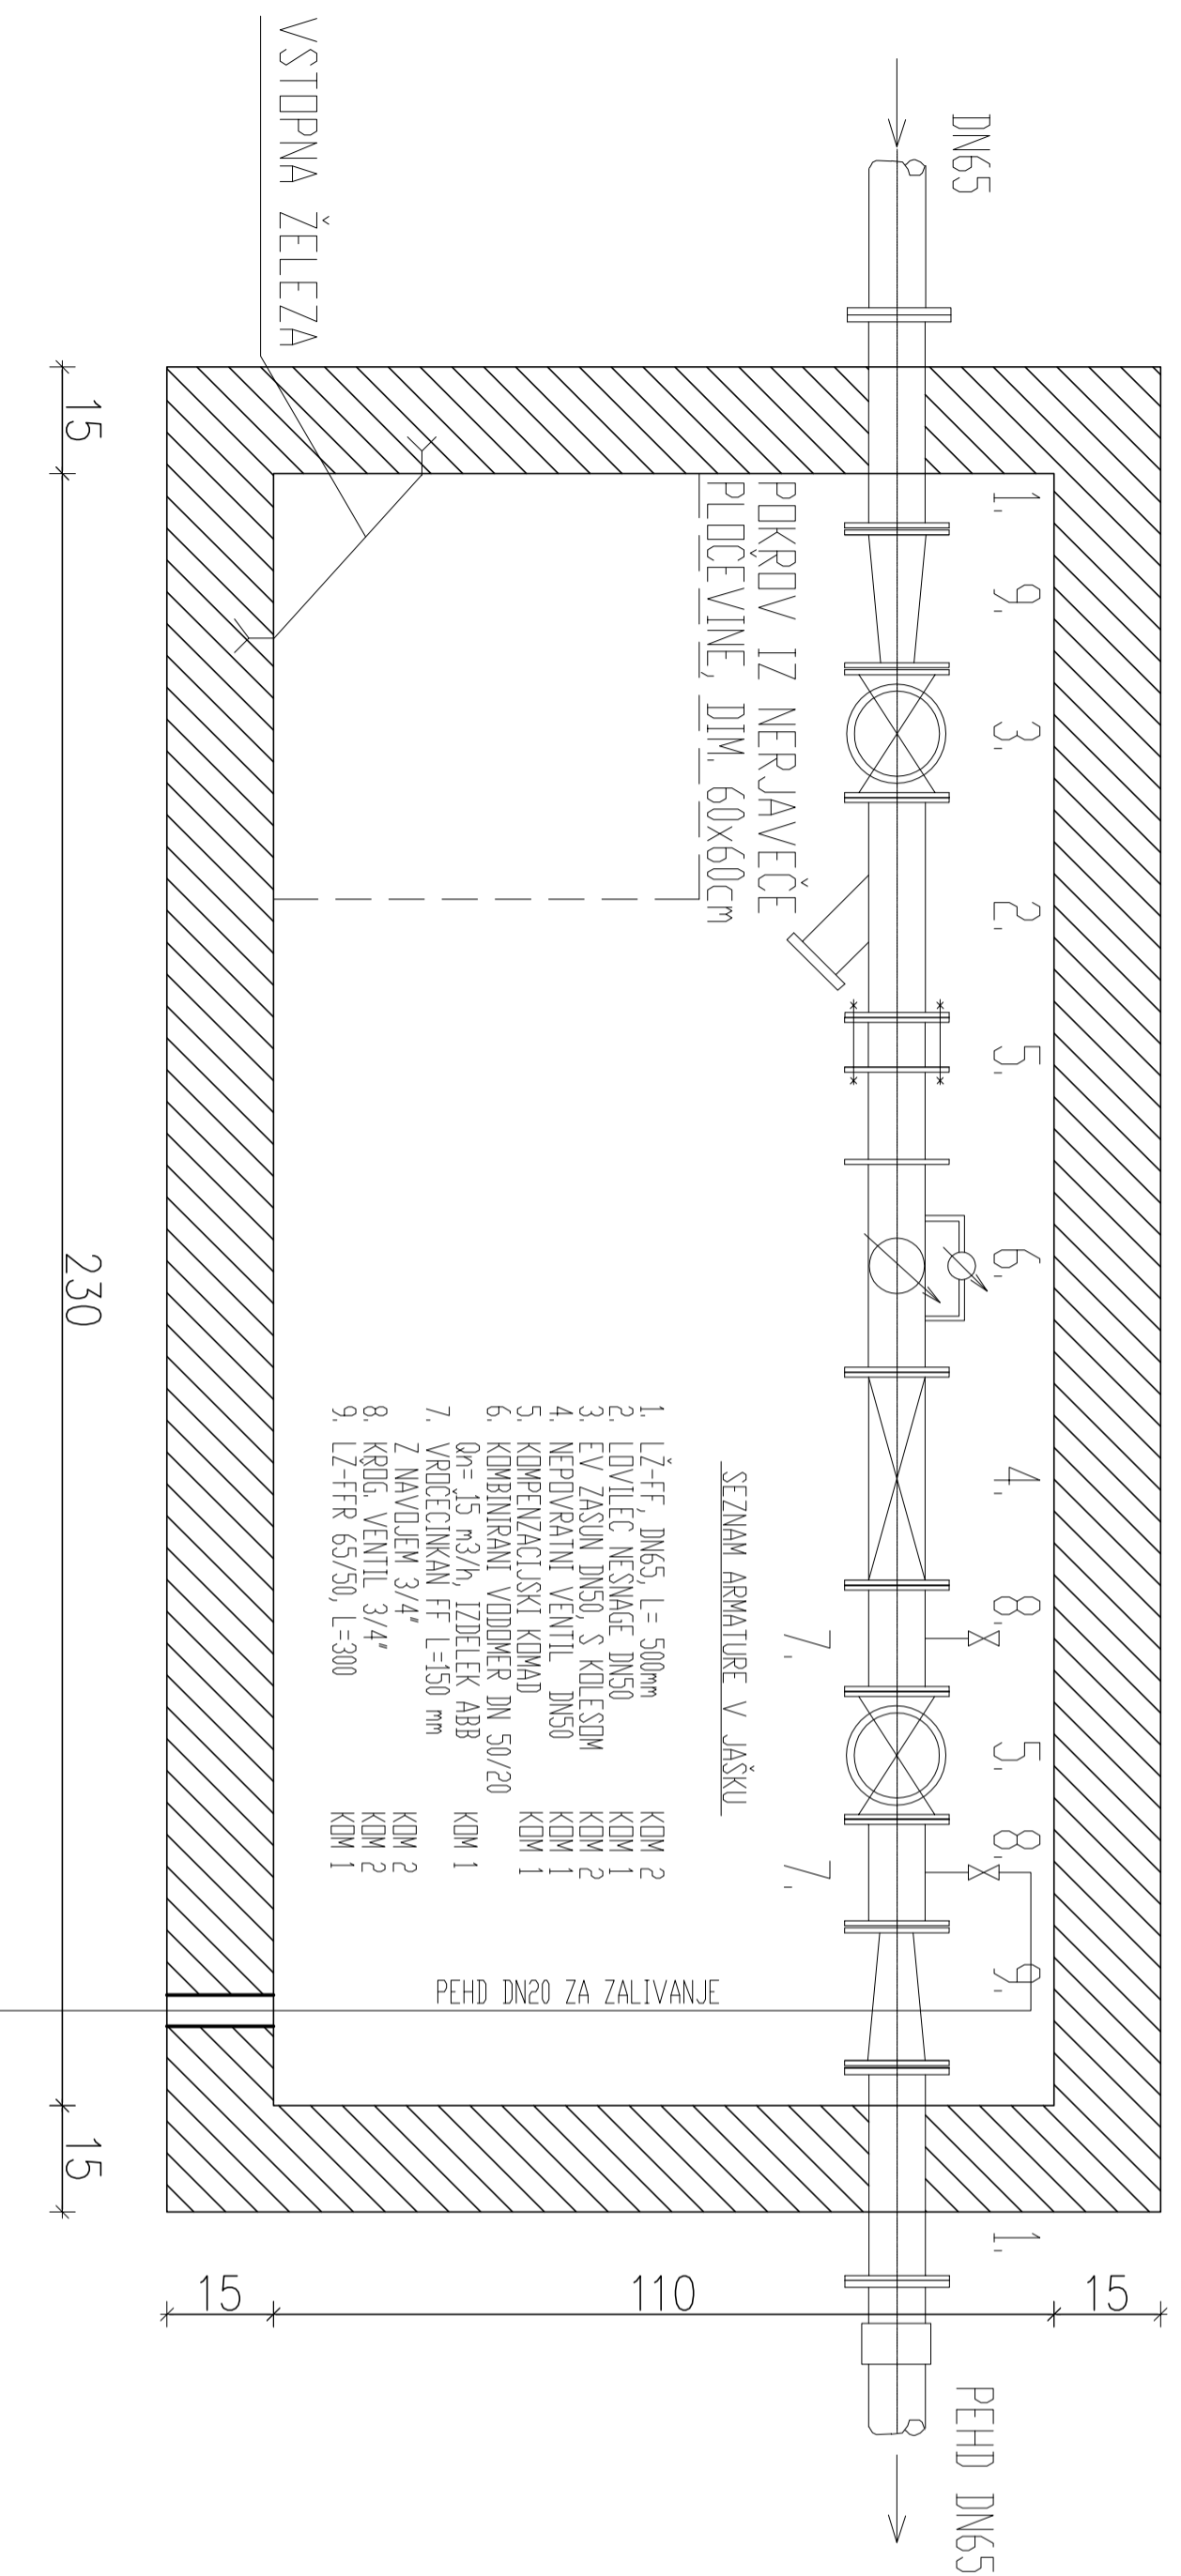 DN65
1. 9. 3. 2. 5. 6. 4. 8. 5. 8. 9. 1.
7. 7.
PEHD DN65
POKROV IZ NERJAVEČE
PLOČEVINE, DIM. 60x60cm
VSTOPNA ŽELEZA
SEZNAM ARMATURE V JAŠKU
1. LŽ-FF, DN65, L= 500mm KOM 2
2. LOVILEC NESNAGE DN50 KOM 1
3. EV ZASUN DN50, S KOLESOM KOM 2
4. NEPOVRATNI VENTIL DN50 KOM 1
5. KOMPENZACIJSKI KOMAD KOM 1
6. KOMBINIRANI VODOMER DN 50/20
Qn= 15 m3/h, IZDELEK ABB KOM 1
7. VROČECINKAN FF L=150 mm
Z NAVOJEM 3/4" KOM 2
8. KROG. VENTIL 3/4" KOM 2
9. LŽ-FFR 65/50, L=300 KOM 1
PEHD DN20 ZA ZALIVANJE
15 230 15
15 110 15